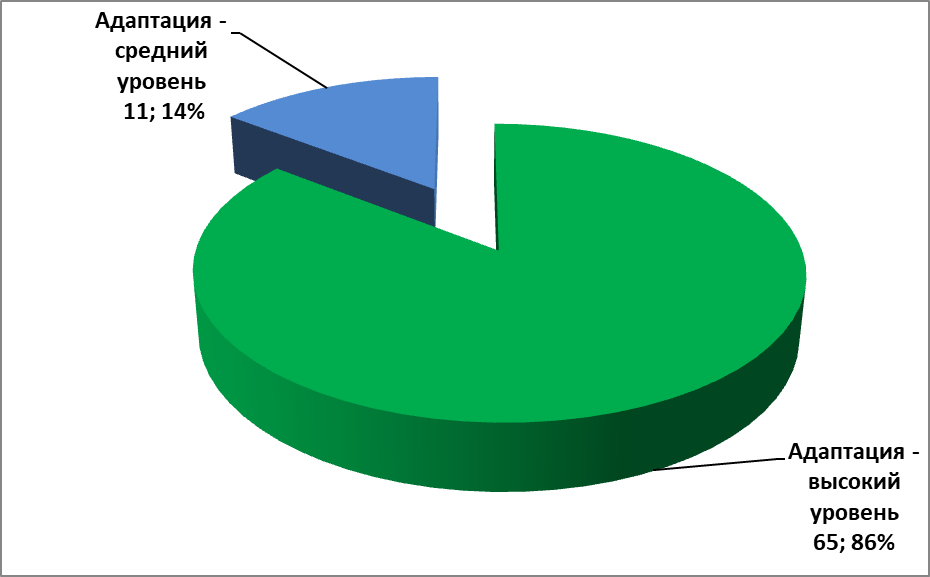 Адаптация -
средний
уровень
11; 14%
Адаптация -
высокий
уровень
65; 86%